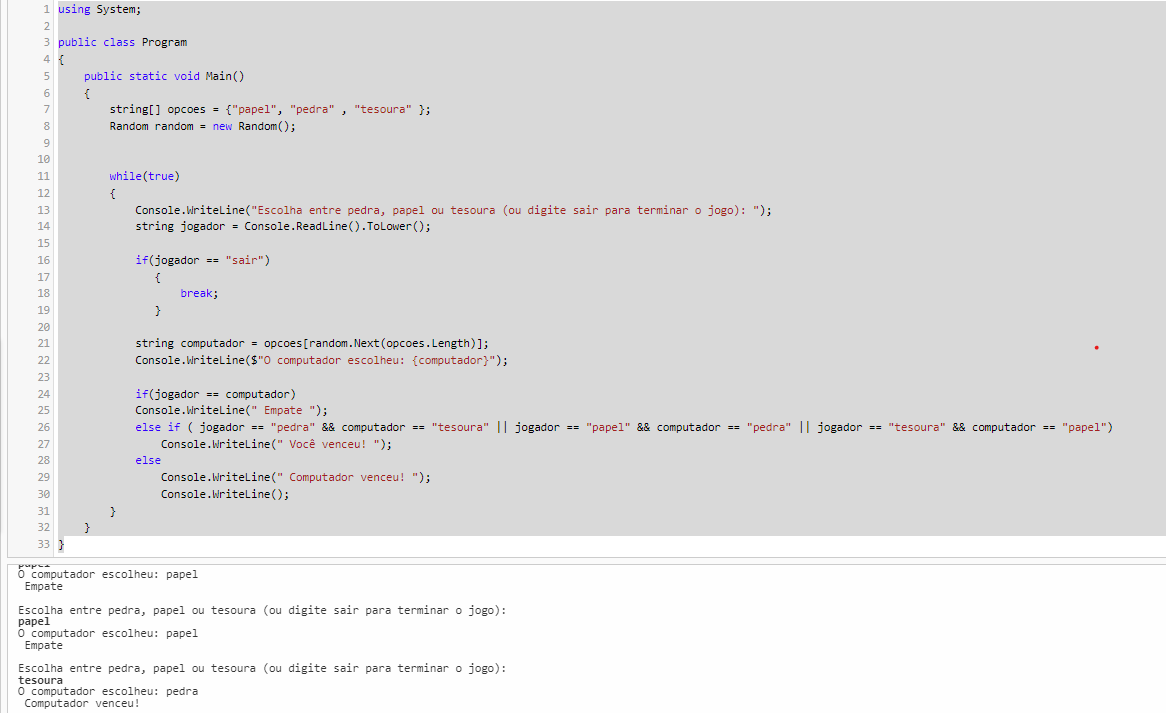 1 using System;
2
3 public class Program
4 {
5     public static void Main()
6     {
7         string[] opcoes = {"papel", "pedra" , "tesoura" };
8         Random random = new Random();
9
10
11         while(true)
12         {
13             Console.WriteLine("Escolha entre pedra, papel ou tesoura (ou digite sair para terminar o jogo): ");
14             string jogador = Console.ReadLine().ToLower();
15
16             if(jogador == "sair")
17                {
18                    break;
19                }
20
21             string computador = opcoes[random.Next(opcoes.Length)];
22             Console.WriteLine($"O computador escolheu: {computador}");
23
24             if(jogador == computador)
25             Console.WriteLine(" Empate ");
26             else if ( jogador == "pedra" && computador == "tesoura" || jogador == "papel" && computador == "pedra" || jogador == "tesoura" && computador == "papel")
27                 Console.WriteLine(" Você venceu! ");
28             else
29                 Console.WriteLine(" Computador venceu! ");
30                 Console.WriteLine();
31         }
32     }
33 }
papel
O computador escolheu: papel
 Empate

Escolha entre pedra, papel ou tesoura (ou digite sair para terminar o jogo):
papel
O computador escolheu: papel
 Empate

Escolha entre pedra, papel ou tesoura (ou digite sair para terminar o jogo):
tesoura
O computador escolheu: pedra
 Computador venceu!